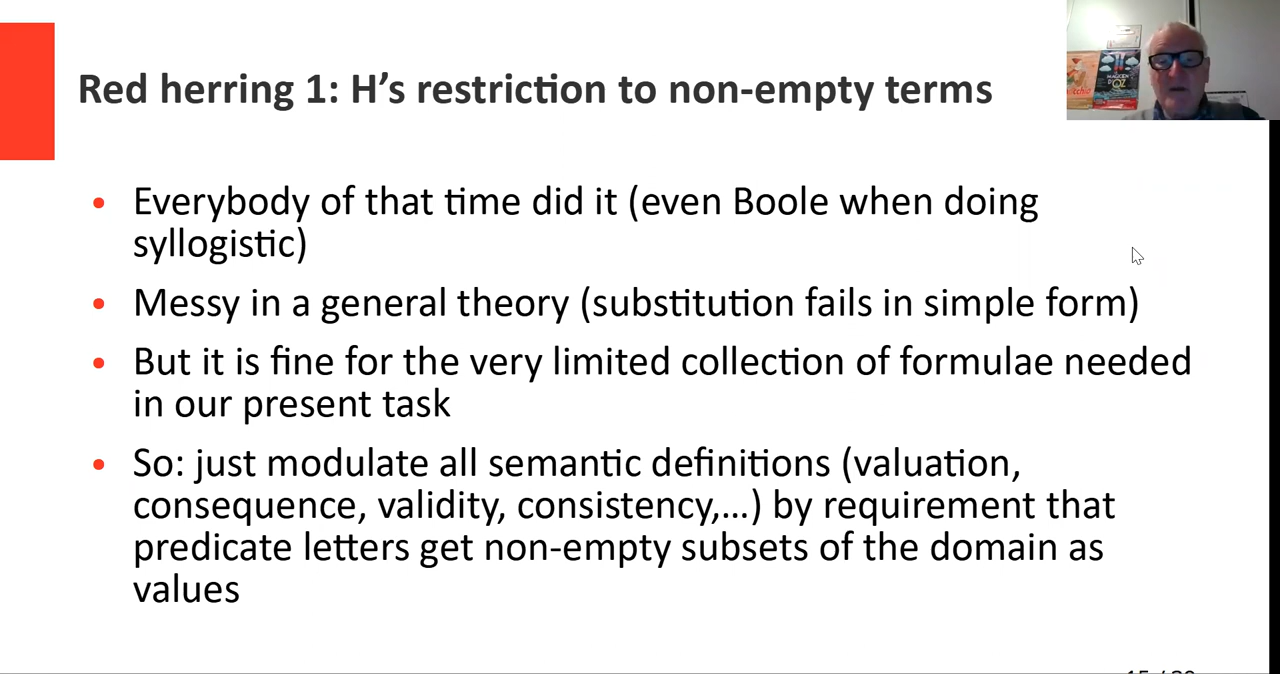 Red herring 1: H’s restriction to non-empty terms
MAGICIEN
D'OZ
• Everybody of that time did it (even Boole when doing
syllogistic)
• Messy in a general theory (substitution fails in simple form)
• But it is fine for the very limited collection of formulae needed
in our present task
• So: just modulate all semantic definitions (valuation,
consequence, validity, consistency,…) by requirement that
predicate letters get non-empty subsets of the domain as
values